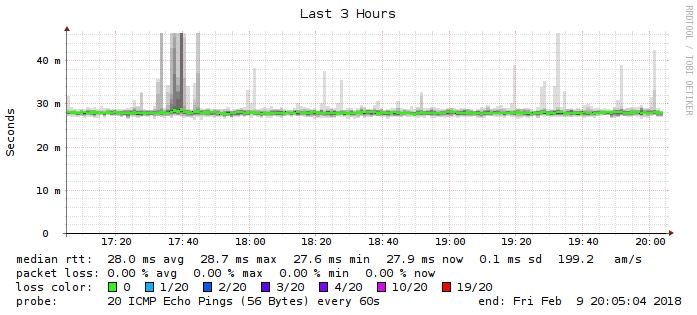 Last 3 Hours
RRDTOOL / TOBI OETIKER
Seconds
40 m
30 m
20 m
10 m
0
17:20 17:40 18:00 18:20 18:40 19:00 19:20 19:40 20:00
median rtt: 28.0 ms avg 28.7 ms max 27.6 ms min 27.9 ms now 0.1 ms sd 199.2 am/s
packet loss: 0.00 % avg 0.00 % max 0.00 % min 0.00 % now
loss color: 0 1/20 2/20 3/20 4/20 10/20 19/20
probe: 20 ICMP Echo Pings (56 Bytes) every 60s end: Fri Feb 9 20:05:04 2018